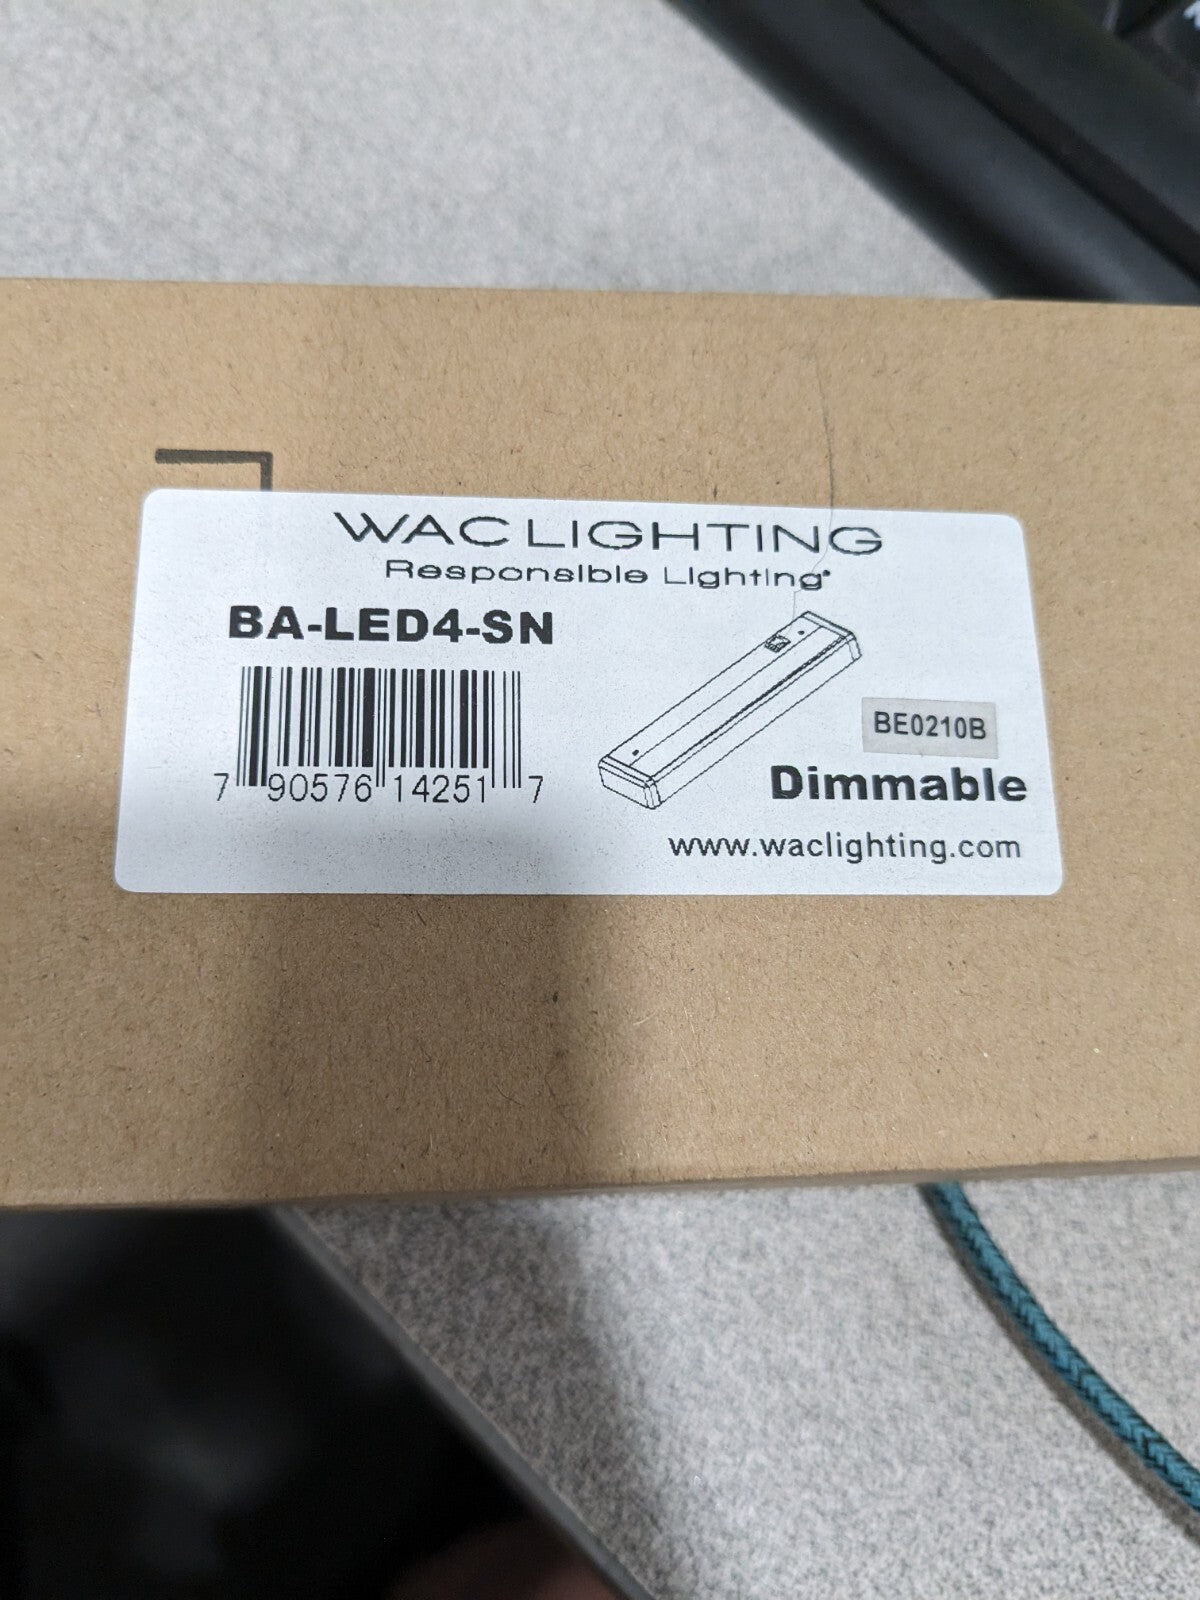 WAC LIGHTING
Responsible Lighting®
BA-LED4-SN
7 90576 14251 7
BE0210B
Dimmable
www.waclighting.com